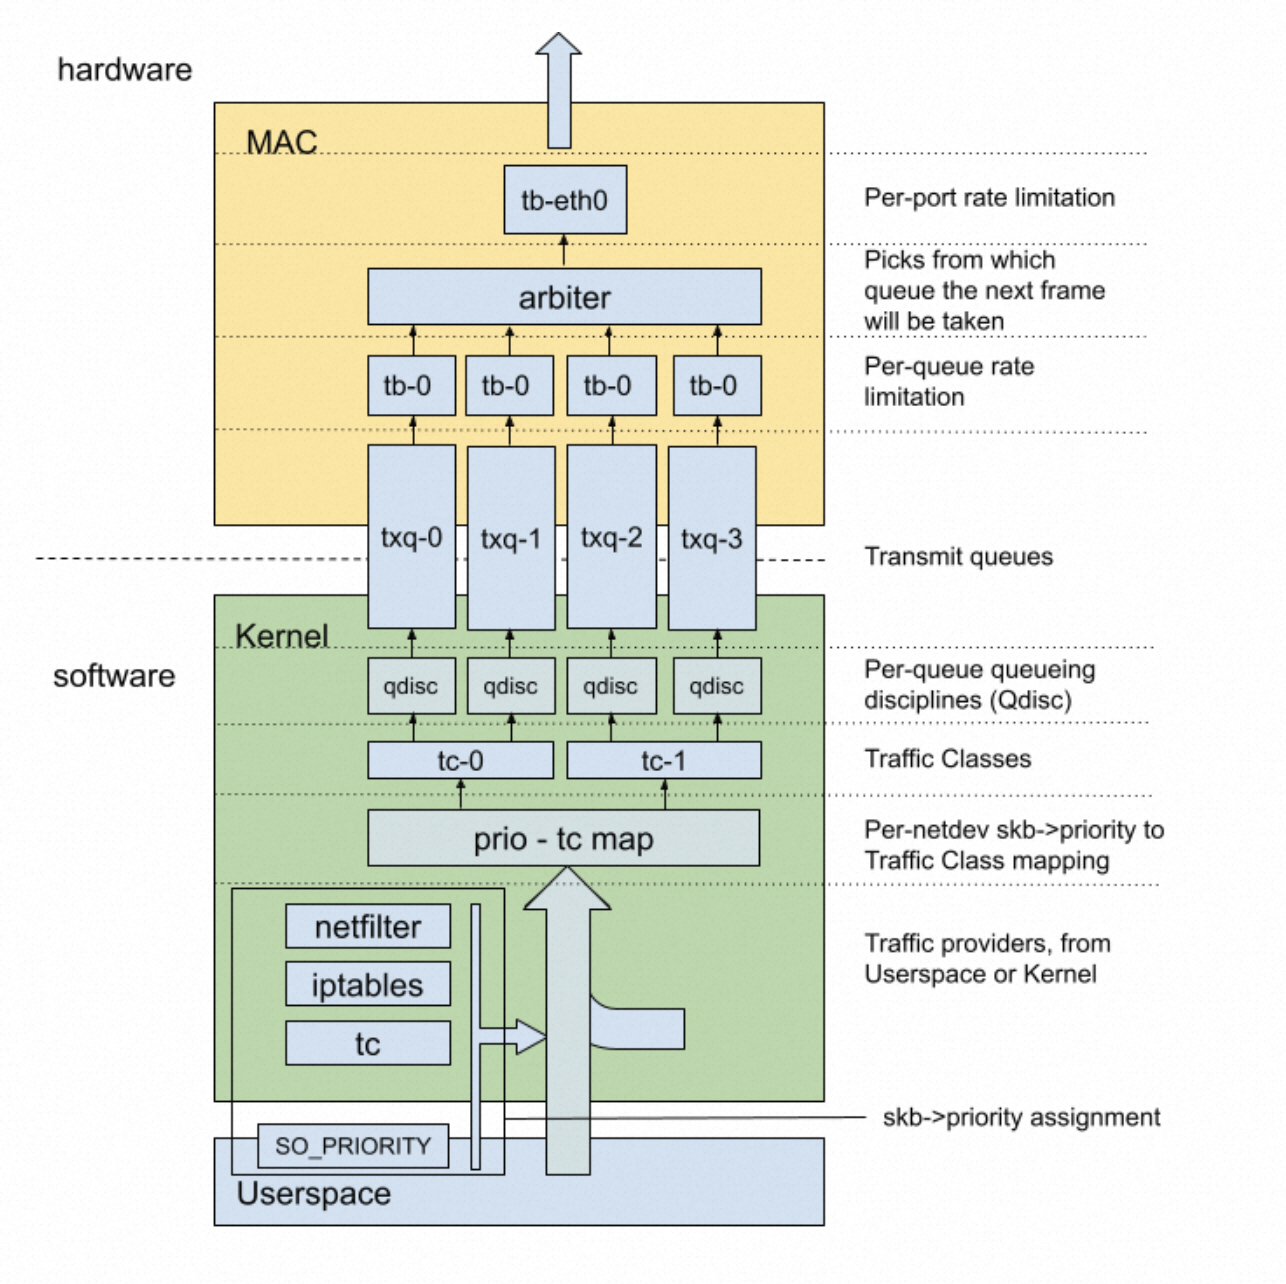 hardware
MAC
tb-eth0
Per-port rate limitation
arbiter
Picks from which
queue the next frame
will be taken
tb-0 tb-0 tb-0 tb-0
Per-queue rate
limitation
txq-0 txq-1 txq-2 txq-3
Transmit queues
Kernel
software
qdisc qdisc qdisc qdisc
Per-queue queueing
disciplines (Qdisc)
tc-0 tc-1
Traffic Classes
prio - tc map
Per-netdev skb->priority to
Traffic Class mapping
netfilter
iptables
tc
Traffic providers, from
Userspace or Kernel
skb->priority assignment
SO_PRIORITY
Userspace